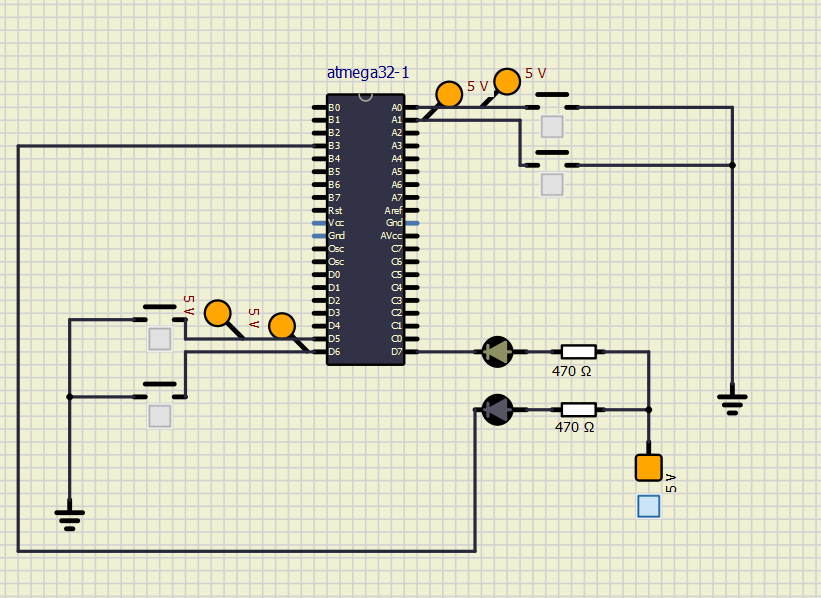 atmega32-1
5 V
5 V
B0 A0
B1 A1
B2 A2
B3 A3
B4 A4
B5 A5
B6 A6
B7 A7
Rst Aref
Vcc Gnd
Gnd AVcc
Osc C7
Osc C6
D0 C5
D1 C4
D2 C3
D3 C2
D4 C1
D5 C0
D6 D7
5 V
5 V
470 Ω
470 Ω
5 V